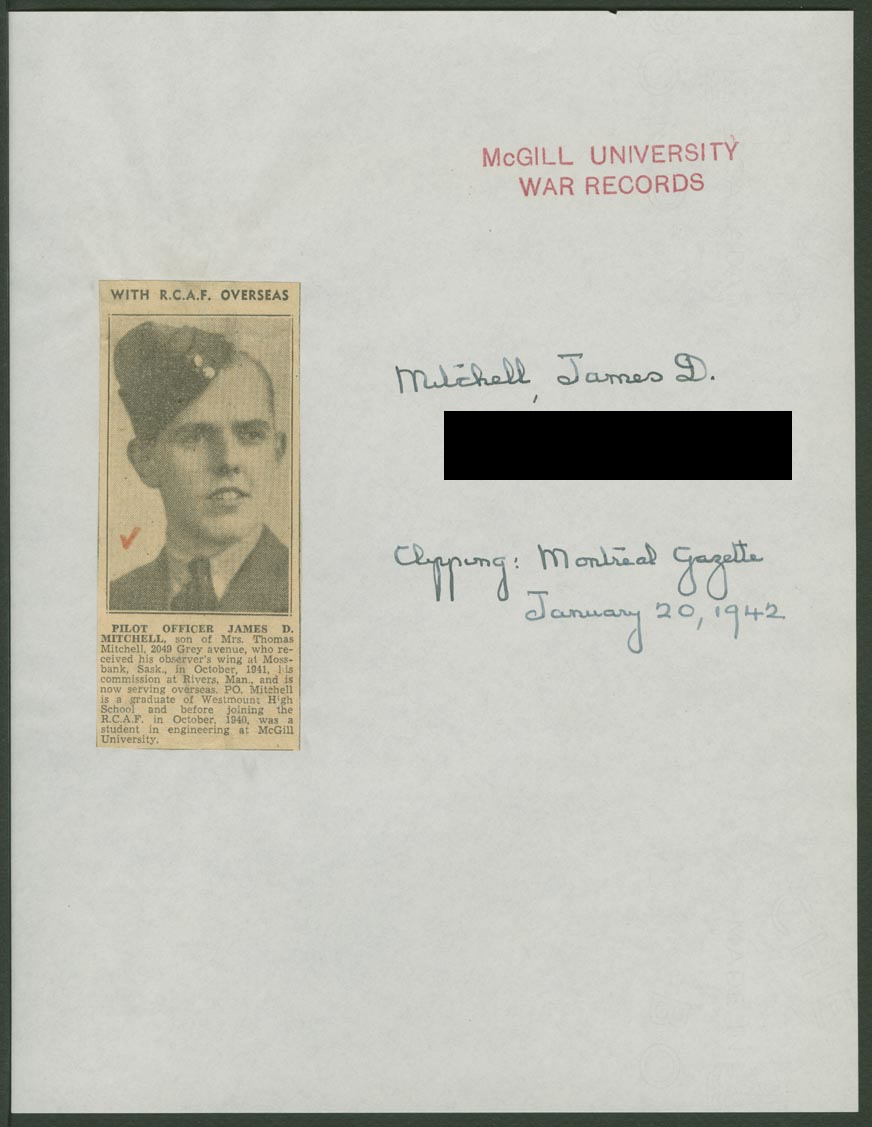 McGILL UNIVERSITY
WAR RECORDS
WITH R.C.A.F. OVERSEAS
Mitchell, James D.
Clipping: Montreal Gazette
January 20, 1942
PILOT OFFICER JAMES D.
MITCHELL, son of Mrs. Thomas
Mitchell, 2049 Grey avenue, who re-
ceived his observer's wing at Moss-
bank, Sask., in October, 1941, his
commission at Rivers, Man., and is
now serving overseas. PO. Mitchell
is a graduate of Westmount High
School and before joining the
R.C.A.F. in October, 1940, was a
student in engineering at McGill
University.